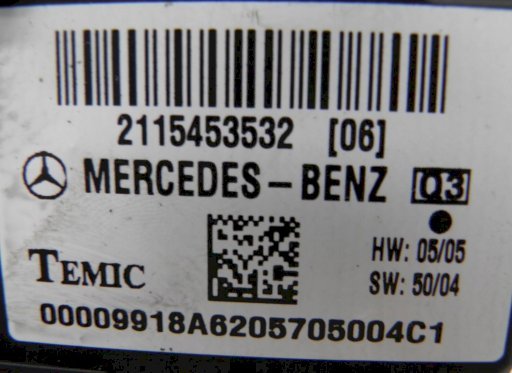 2115453532 [06]
MERCEDES-BENZ Q3
TEMIC
HW: 05/05
SW: 50/04
00009918A6205705004C1